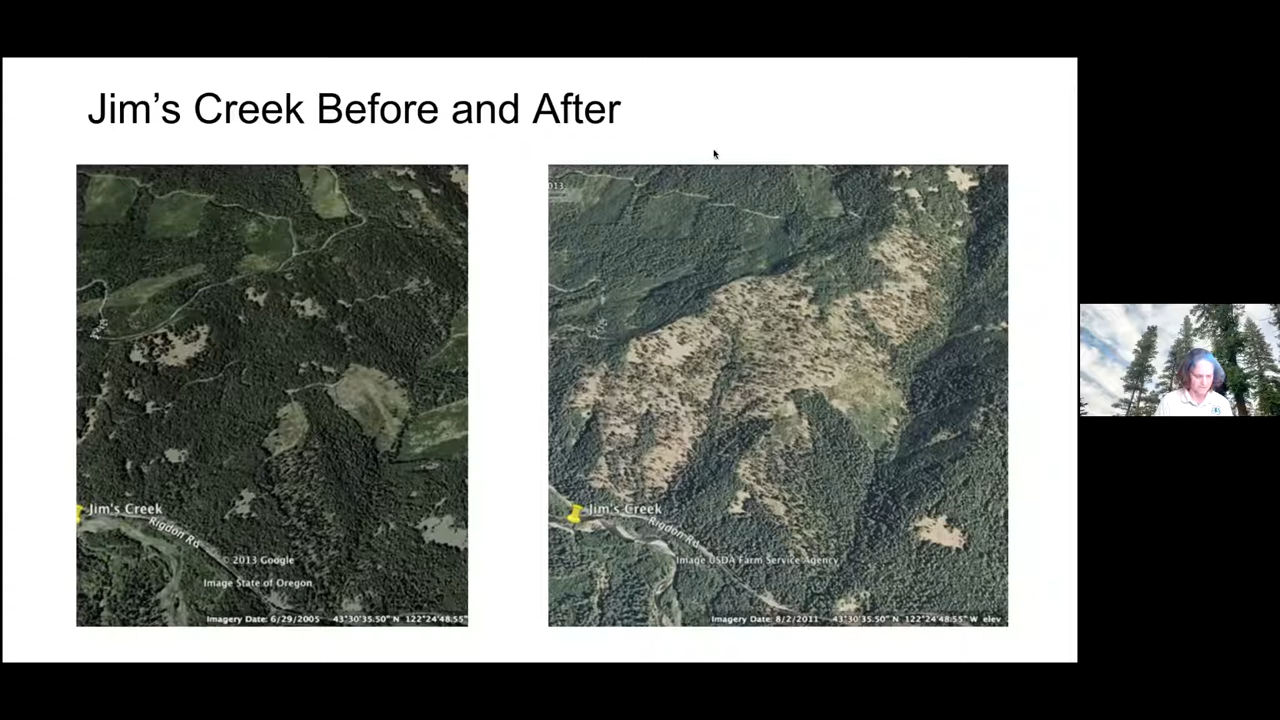 Jim's Creek Before and After
Jim's Creek
Rigdon Rd
© 2013 Google
Image State of Oregon
Imagery Date: 6/29/2005 43°30'35.50" N 122°24'48.55"
013
Jim's Creek
Rigdon Rd
Image USDA Farm Service Agency
Imagery Date: 8/2/2011 43°30'35.50" N 122°24'48.55" W elev